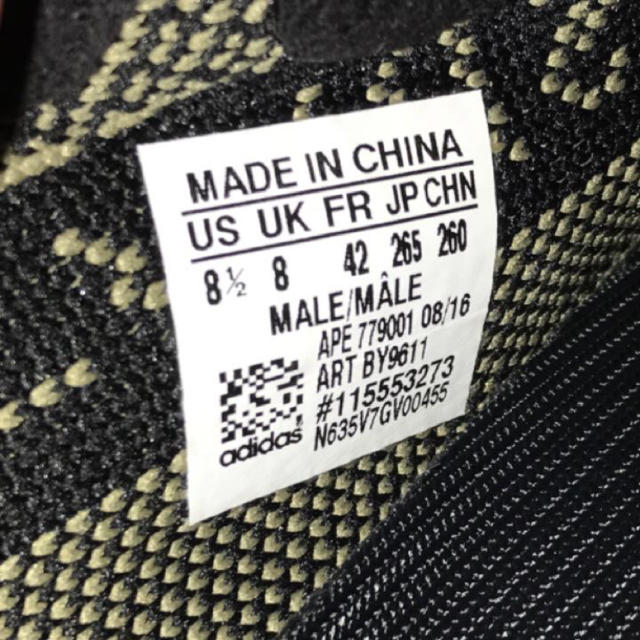 MADE IN CHINA
US UK FR JP CHN
8½ 8 42 265 260
MALE/MÂLE
APE 779001 08/16
ART BY9611
#115553273
N635V7GV00455
adidas